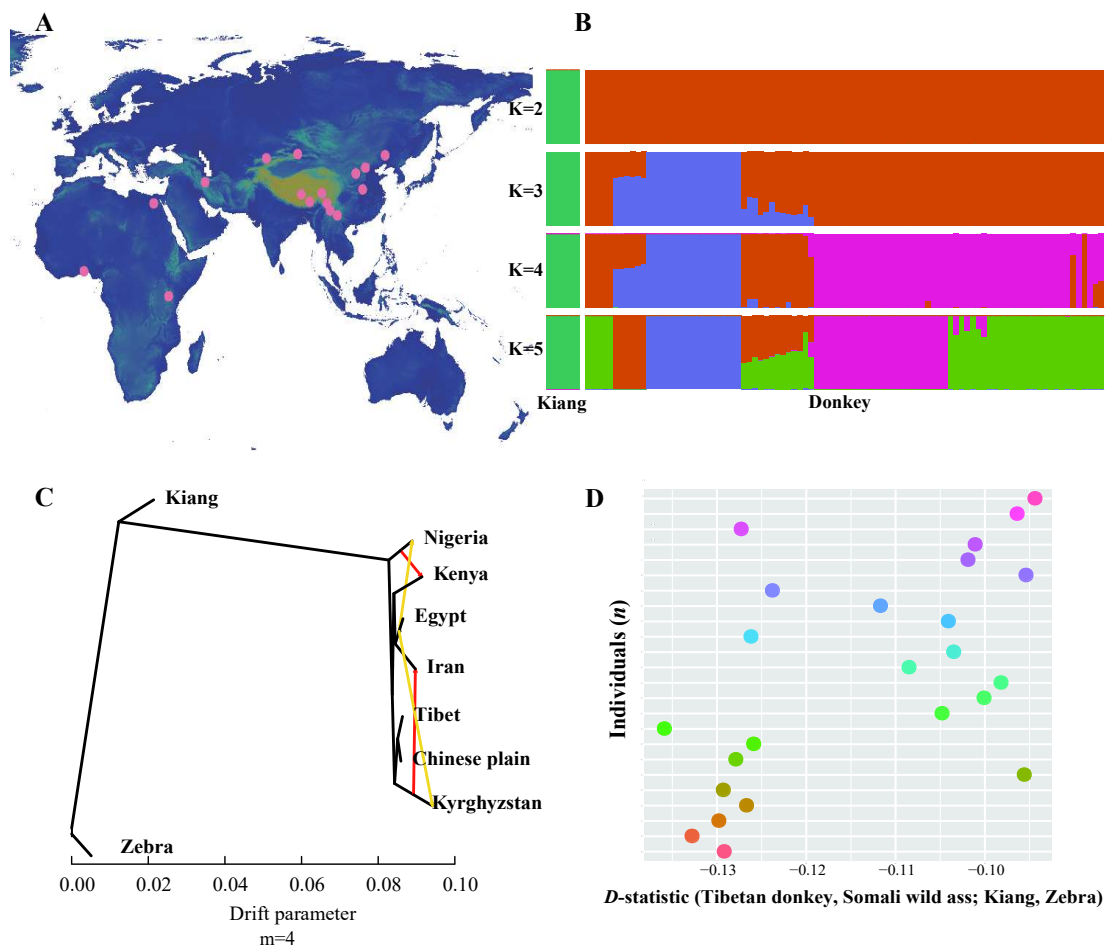 A
B
K=2
K=3
K=4
K=5
Kiang
Donkey
C
Kiang
Nigeria
Kenya
Egypt
Iran
Tibet
Chinese plain
Kyrghyzstan
Zebra
0.00 0.02 0.04 0.06 0.08 0.10
Drift parameter
m=4
D
Individuals (n)
−0.13 −0.12 −0.11 −0.10
D-statistic (Tibetan donkey, Somali wild ass; Kiang, Zebra)